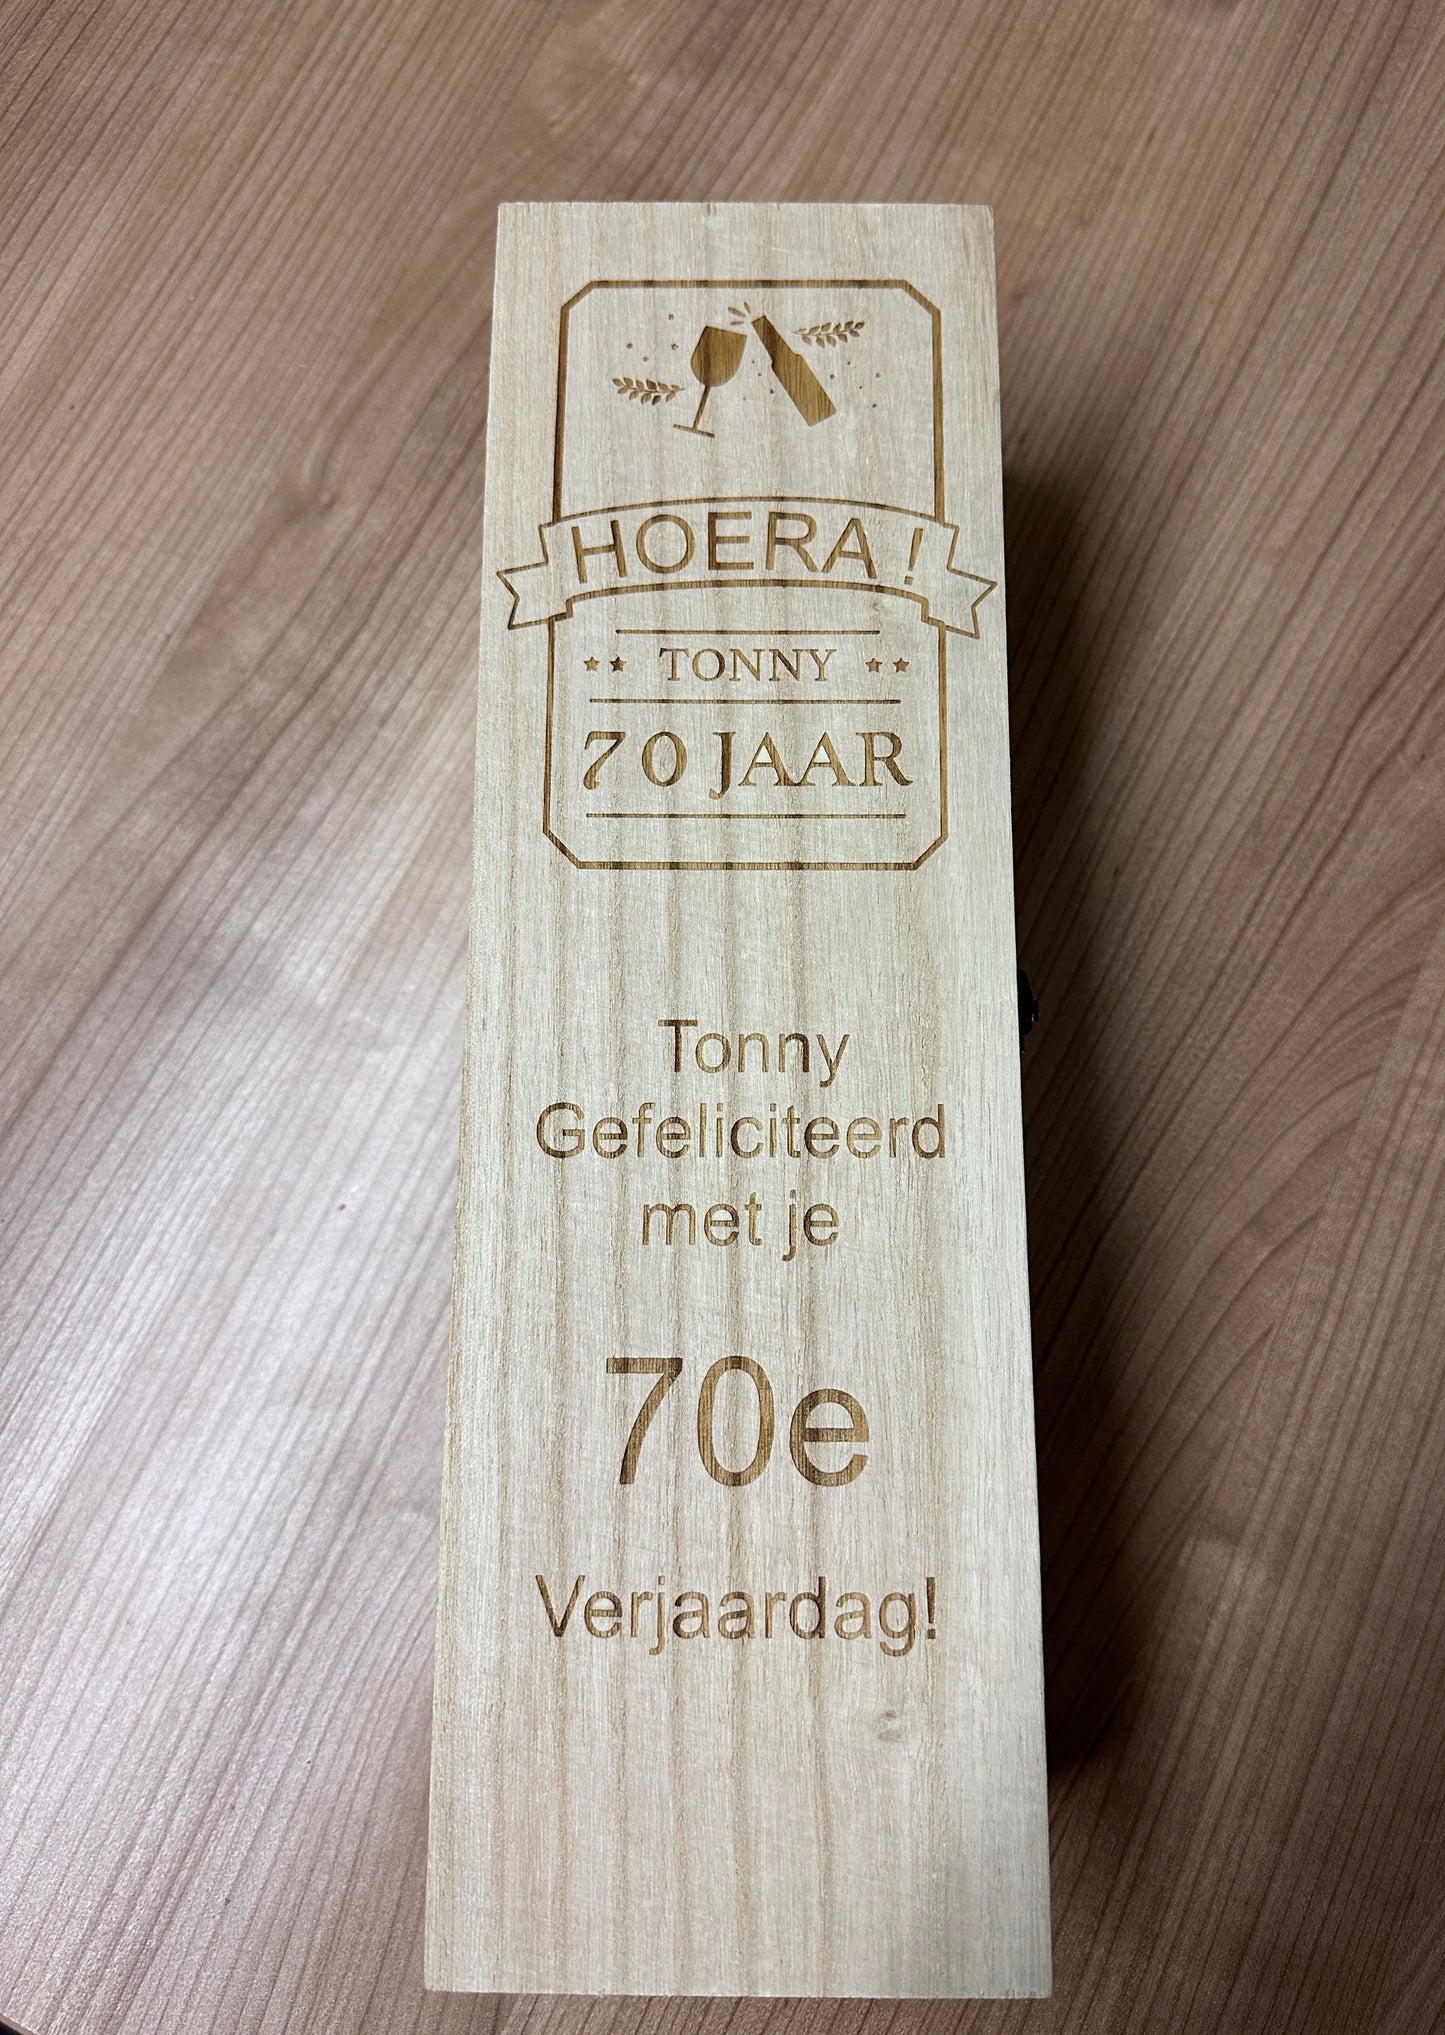 HOERA !
TONNY
70 JAAR
Tonny
Gefeliciteerd
met je
70e
Verjaardag!